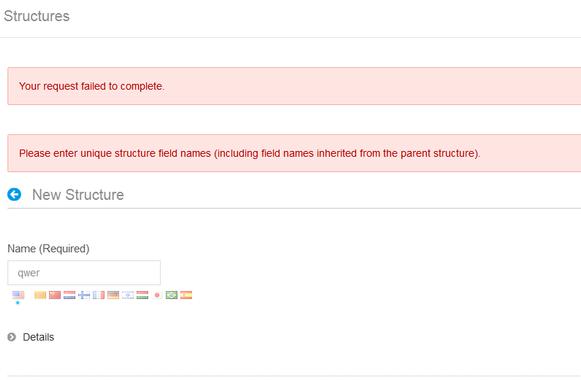 Structures
Your request failed to complete.
Please enter unique structure field names (including field names inherited from the parent structure).
New Structure
Name (Required)
qwer
Details